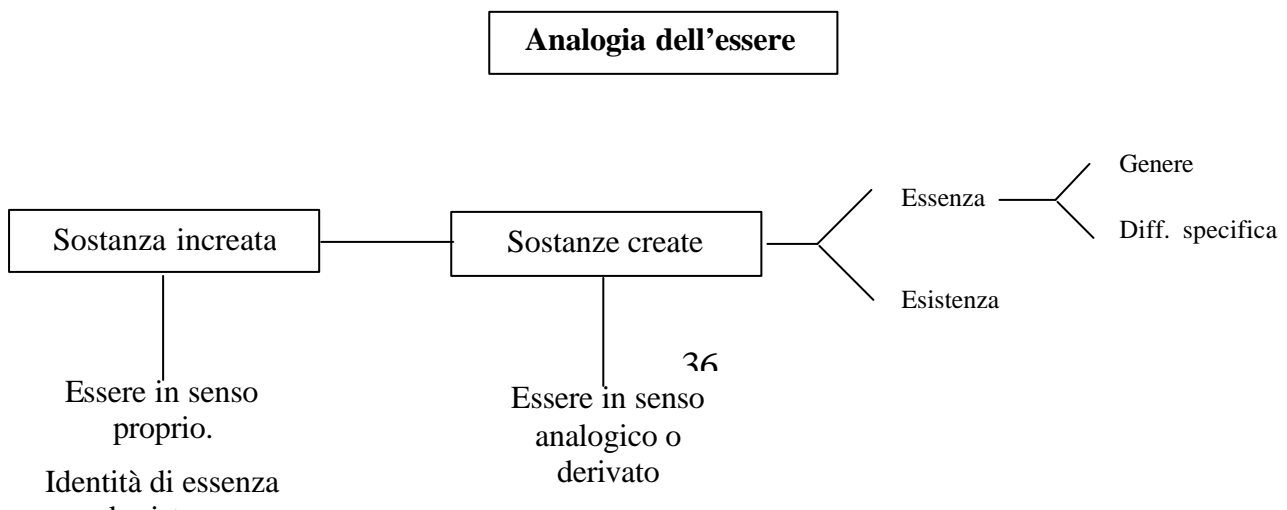 Analogia dell’essere
Genere
Essenza
Diff. specifica
Sostanza increata
Sostanze create
Esistenza
36
Essere in senso
proprio.
Identità di essenza
Essere in senso
analogico o
derivato